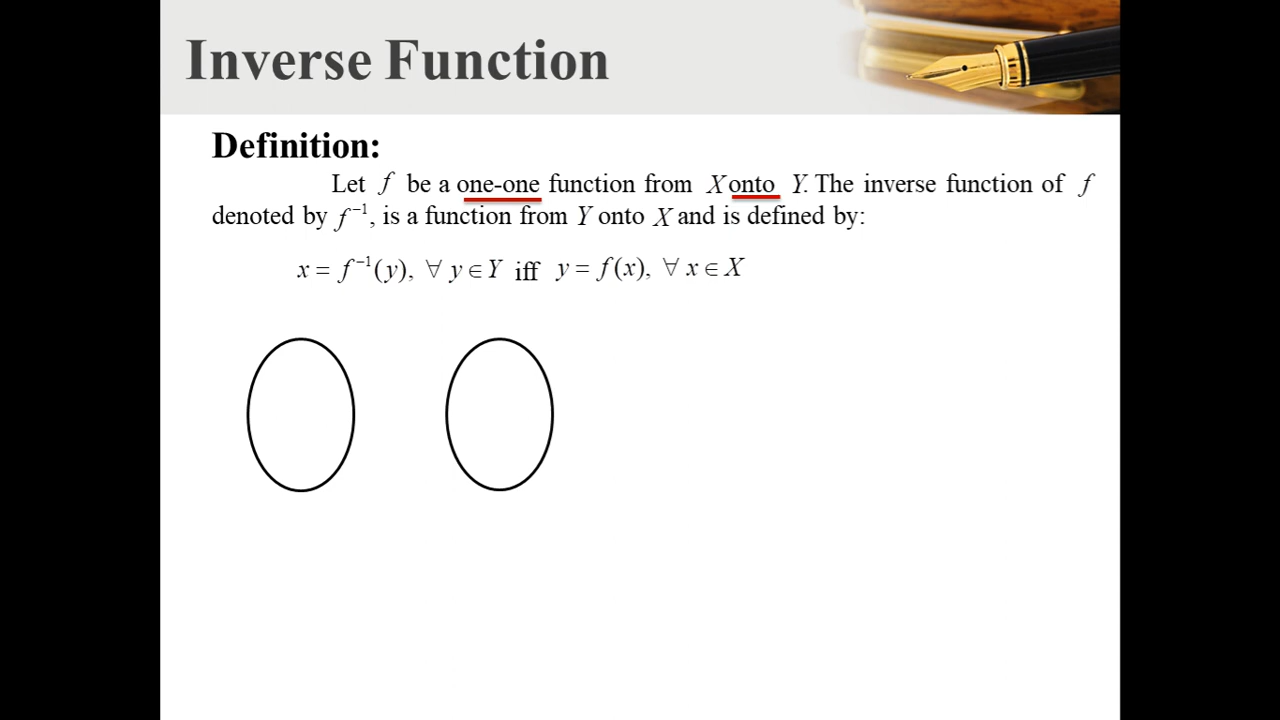 Inverse Function
Definition:
Let f be a one-one function from X onto Y. The inverse function of f
denoted by f⁻¹, is a function from Y onto X and is defined by:
x = f⁻¹(y), ∀ y ∈ Y iff y = f(x), ∀ x ∈ X